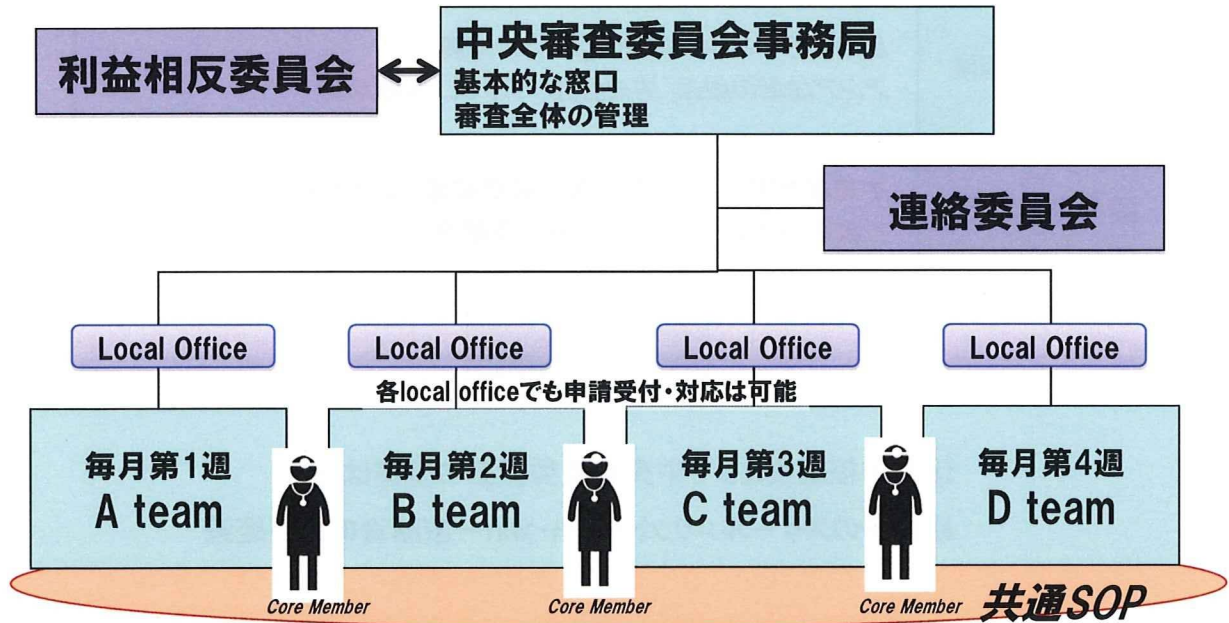 利益相反委員会
中央審査委員会事務局
基本的な窓口
審査全体の管理
連絡委員会
Local Office
Local Office
Local Office
Local Office
各local officeでも申請受付・対応は可能
毎月第1週
A team
毎月第2週
B team
毎月第3週
C team
毎月第4週
D team
Core Member
Core Member
Core Member
共通SOP